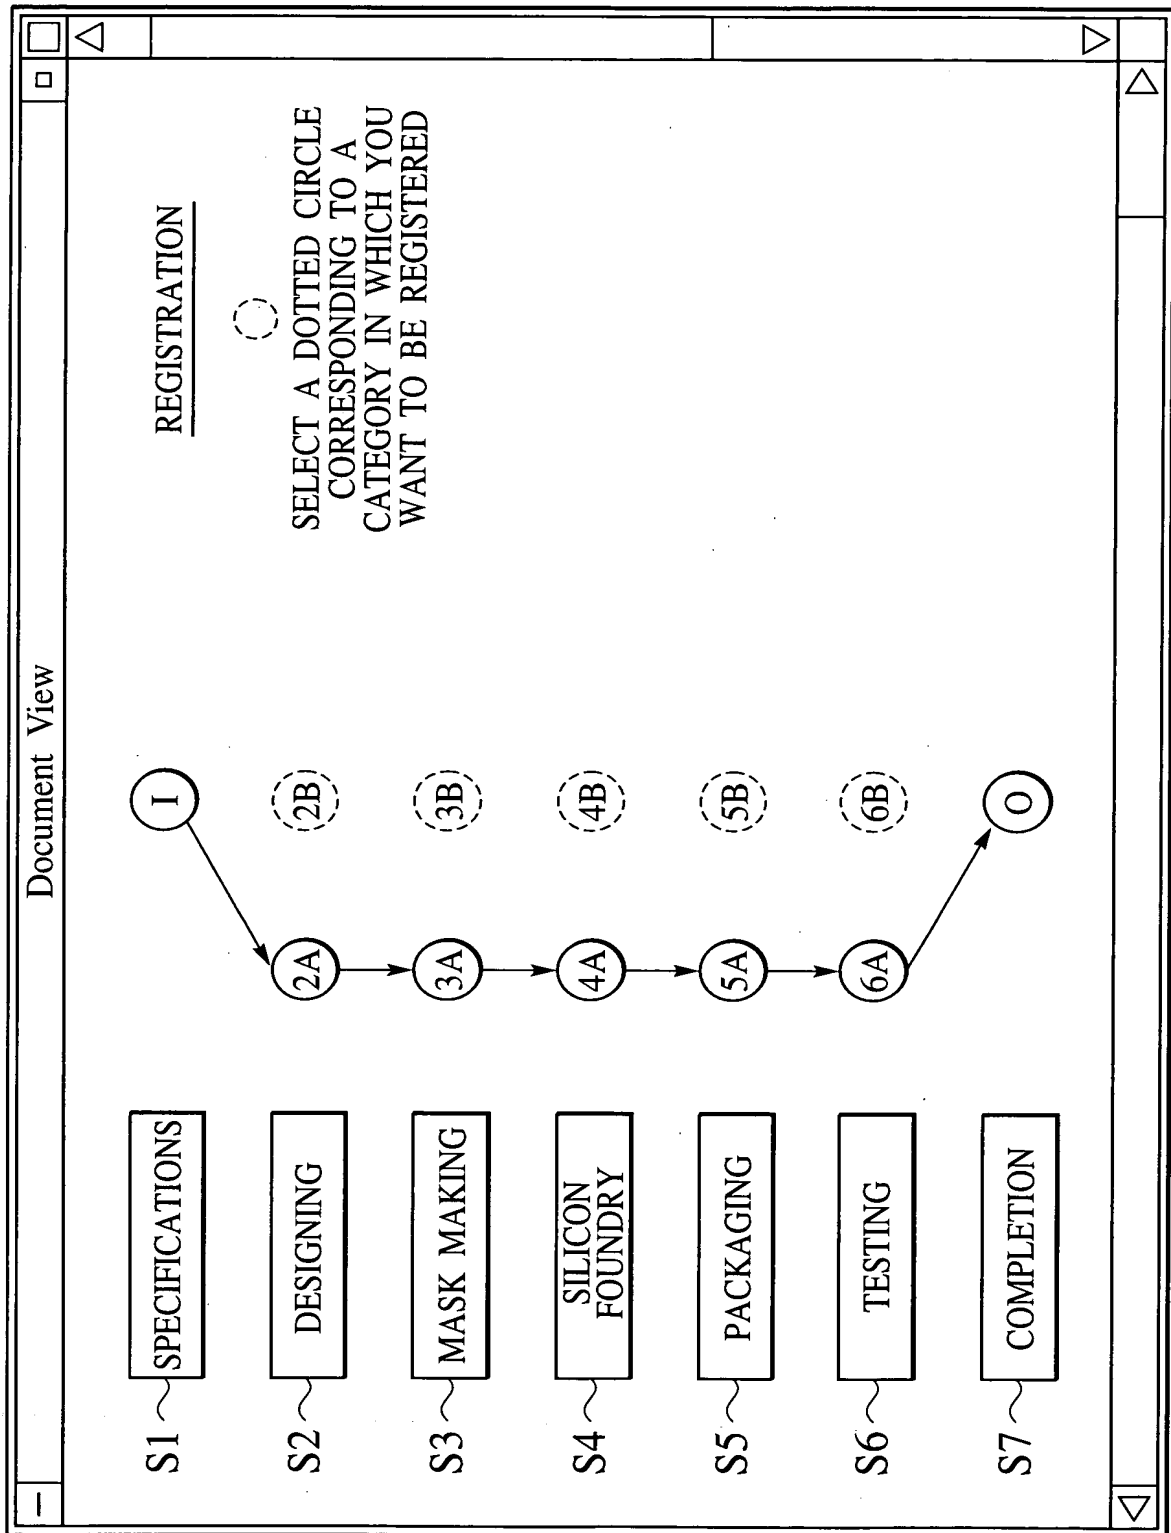 Document View
REGISTRATION
SELECT A DOTTED CIRCLE
CORRESPONDING TO A
CATEGORY IN WHICH YOU
WANT TO BE REGISTERED
S1 SPECIFICATIONS I
S2 DESIGNING 2A 2B
S3 MASK MAKING 3A 3B
S4 SILICON
FOUNDRY 4A 4B
S5 PACKAGING 5A 5B
S6 TESTING 6A 6B
S7 COMPLETION O